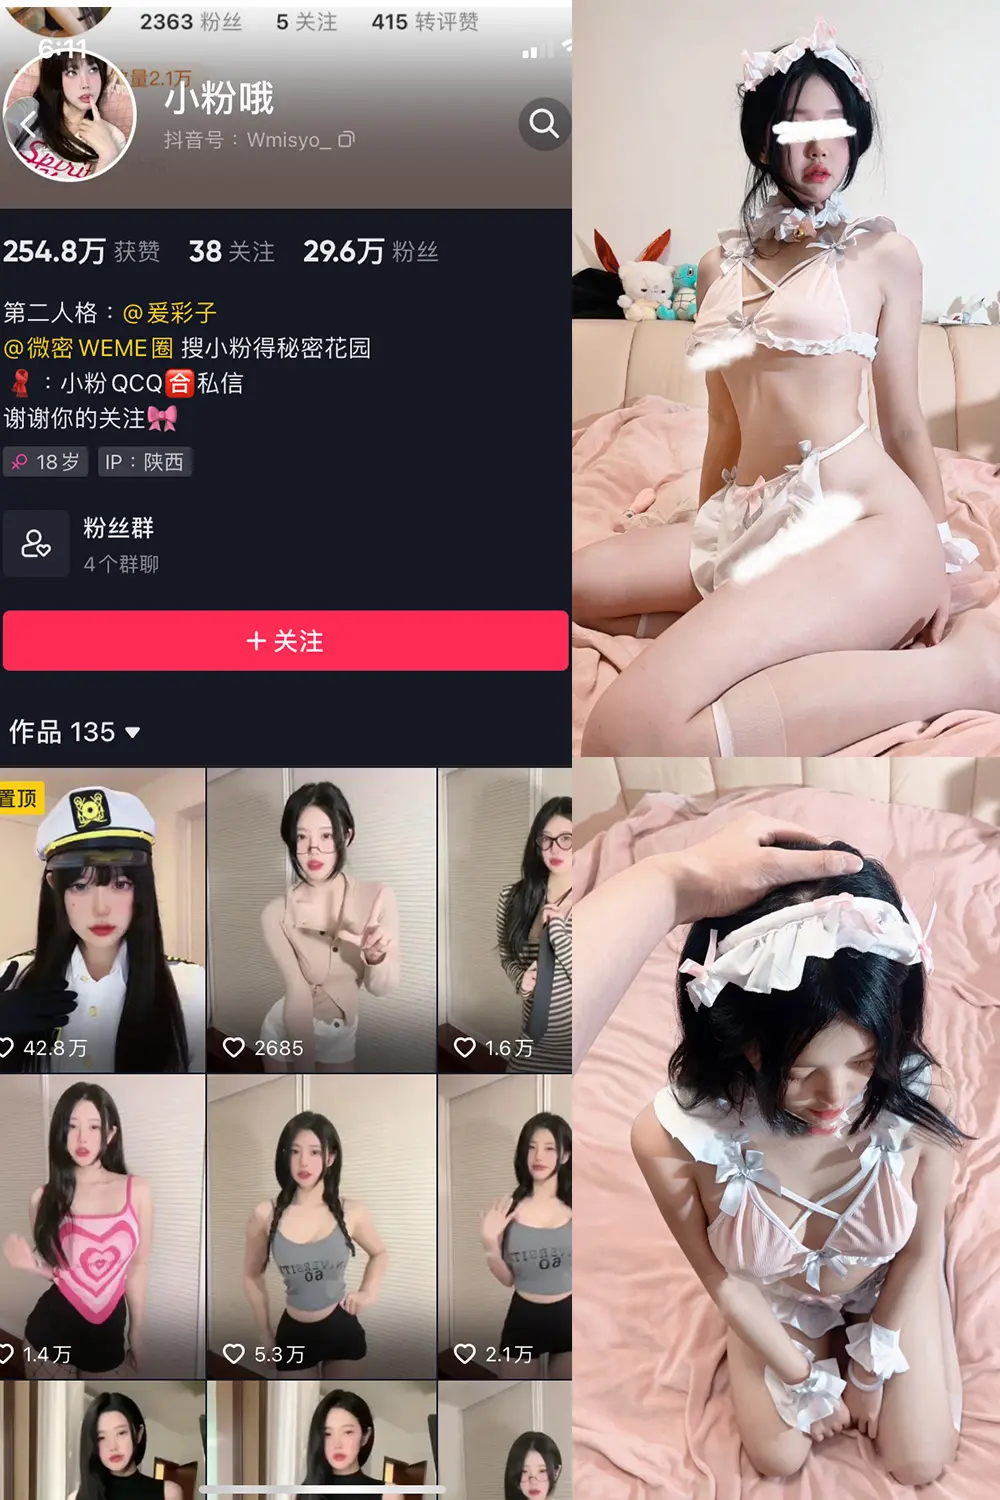 2363 粉丝 5 关注 415 转评赞
6:11
量2.1万
小粉哦
抖音号：Wmisyo_
254.8万 获赞 38 关注 29.6万 粉丝
第二人格：@爰彩子
@微密WEME圈 搜小粉得秘密花园
：小粉QCQ合私信
谢谢你的关注
18岁 IP：陕西
粉丝群
4个群聊
+ 关注
作品 135
置顶
42.8万
2685
1.6万
1.4万
5.3万
2.1万